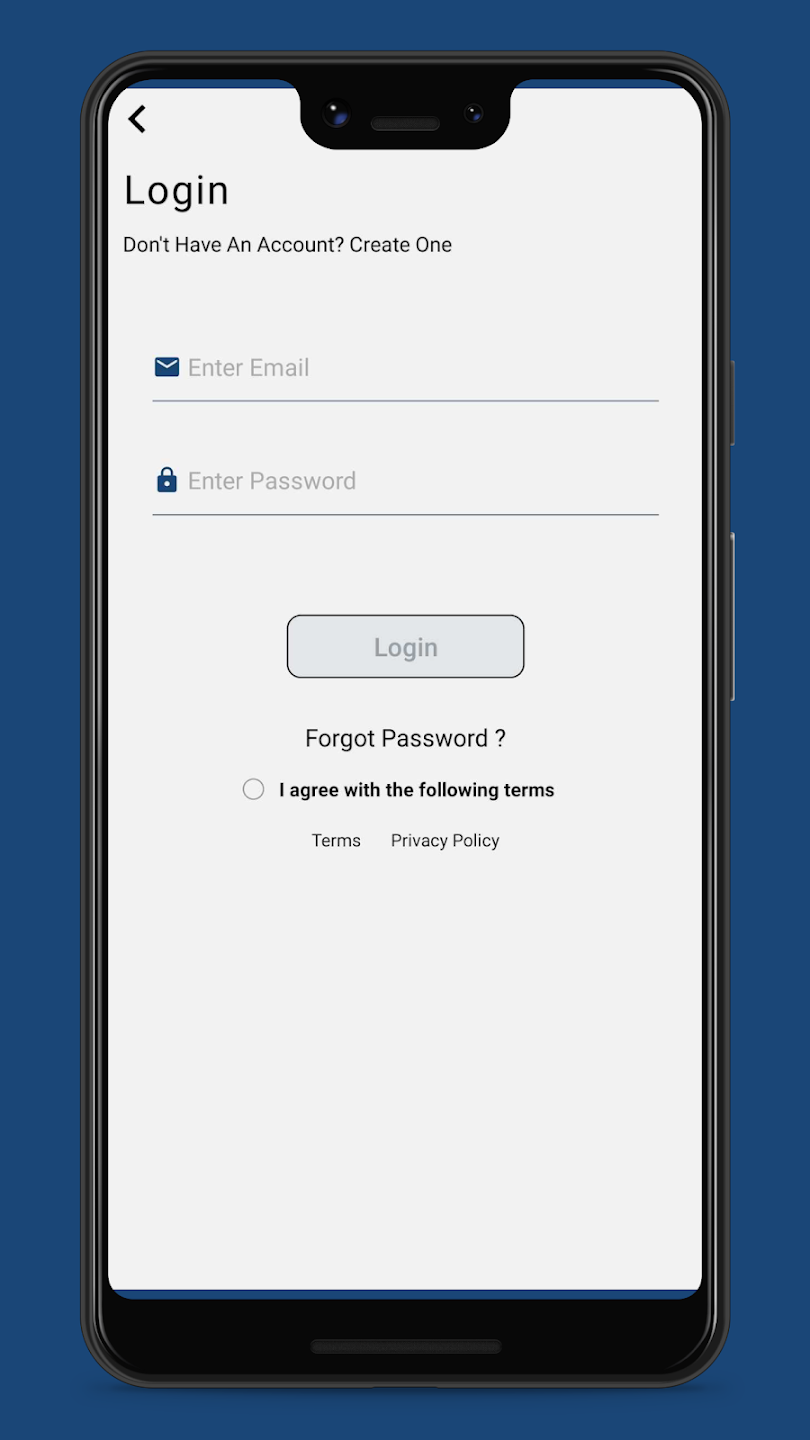 Login
Don't Have An Account? Create One
Enter Email
Enter Password
Login
Forgot Password ?
I agree with the following terms
Terms Privacy Policy